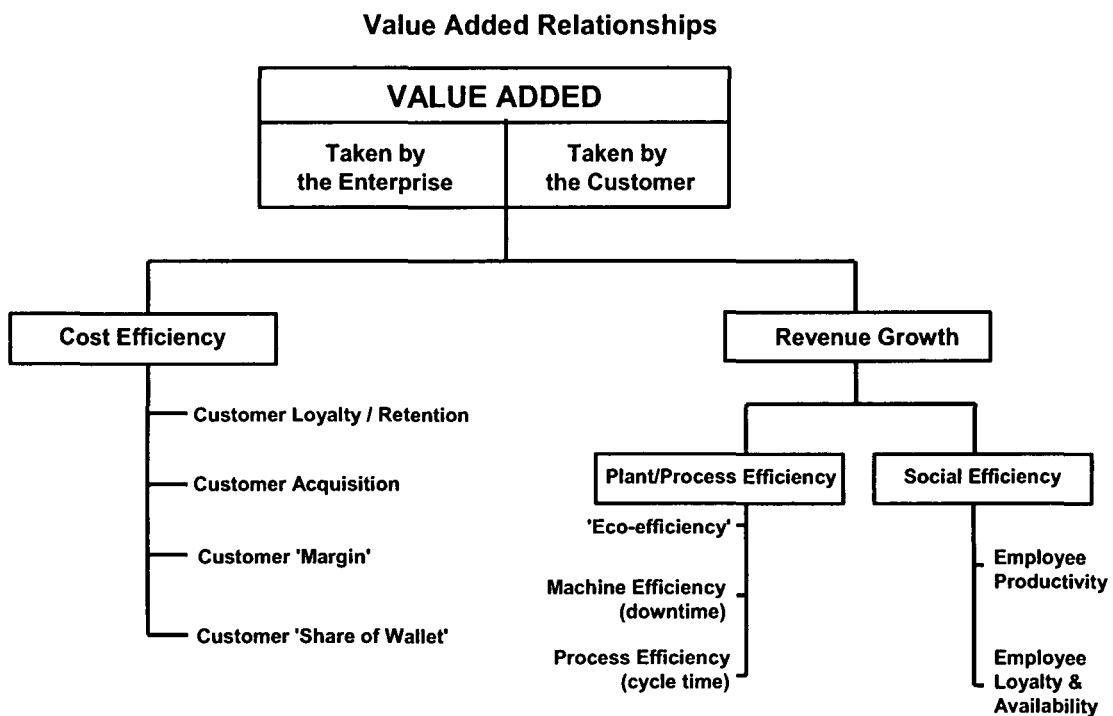 Value Added Relationships
VALUE ADDED
Taken by
the Enterprise
Taken by
the Customer
Cost Efficiency
Customer Loyalty / Retention
Customer Acquisition
Customer 'Margin'
Customer 'Share of Wallet'
Revenue Growth
Plant/Process Efficiency
'Eco-efficiency'
Machine Efficiency
(downtime)
Process Efficiency
(cycle time)
Social Efficiency
Employee
Productivity
Employee
Loyalty &
Availability